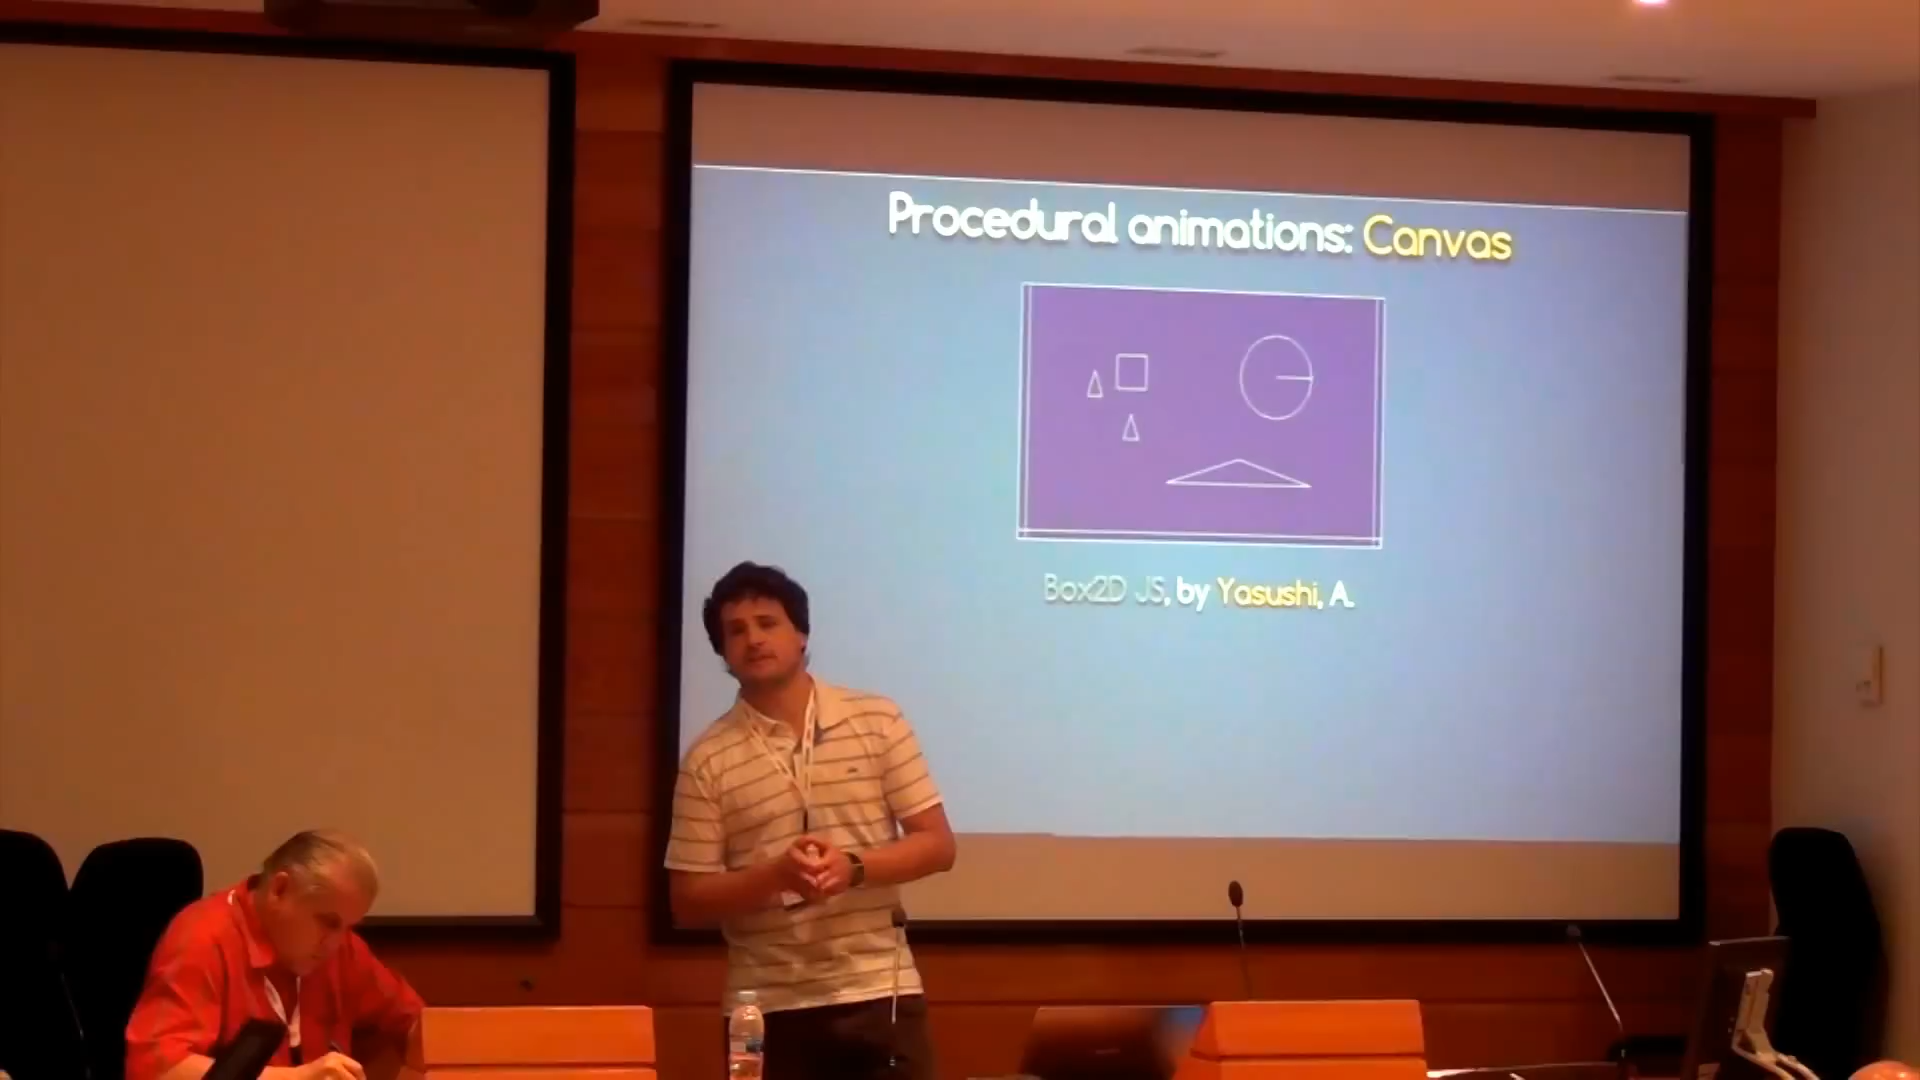 Procedural animations: Canvas
Box2D JS, by Yasushi, A.